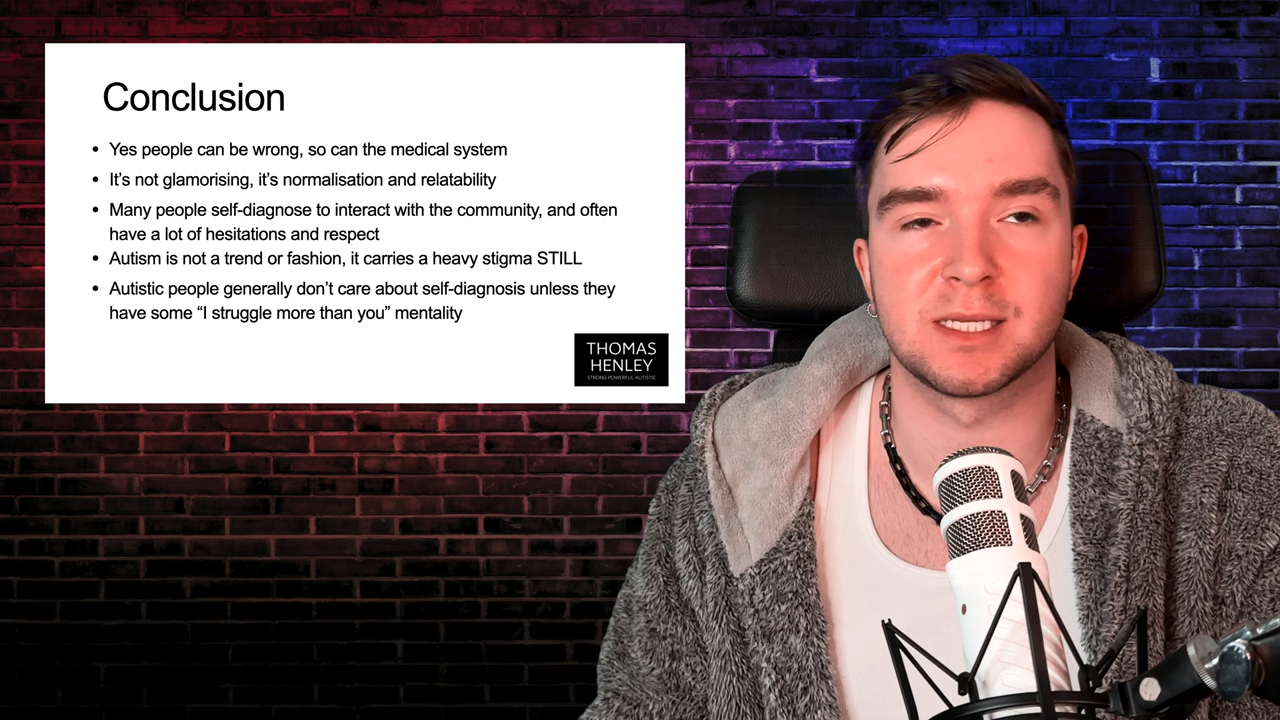 Conclusion
• Yes people can be wrong, so can the medical system
• It’s not glamorising, it’s normalisation and relatability
• Many people self-diagnose to interact with the community, and often
have a lot of hesitations and respect
• Autism is not a trend or fashion, it carries a heavy stigma STILL
• Autistic people generally don’t care about self-diagnosis unless they
have some “I struggle more than you” mentality
THOMAS
HENLEY
STRONG POWERFUL AUTISTIC